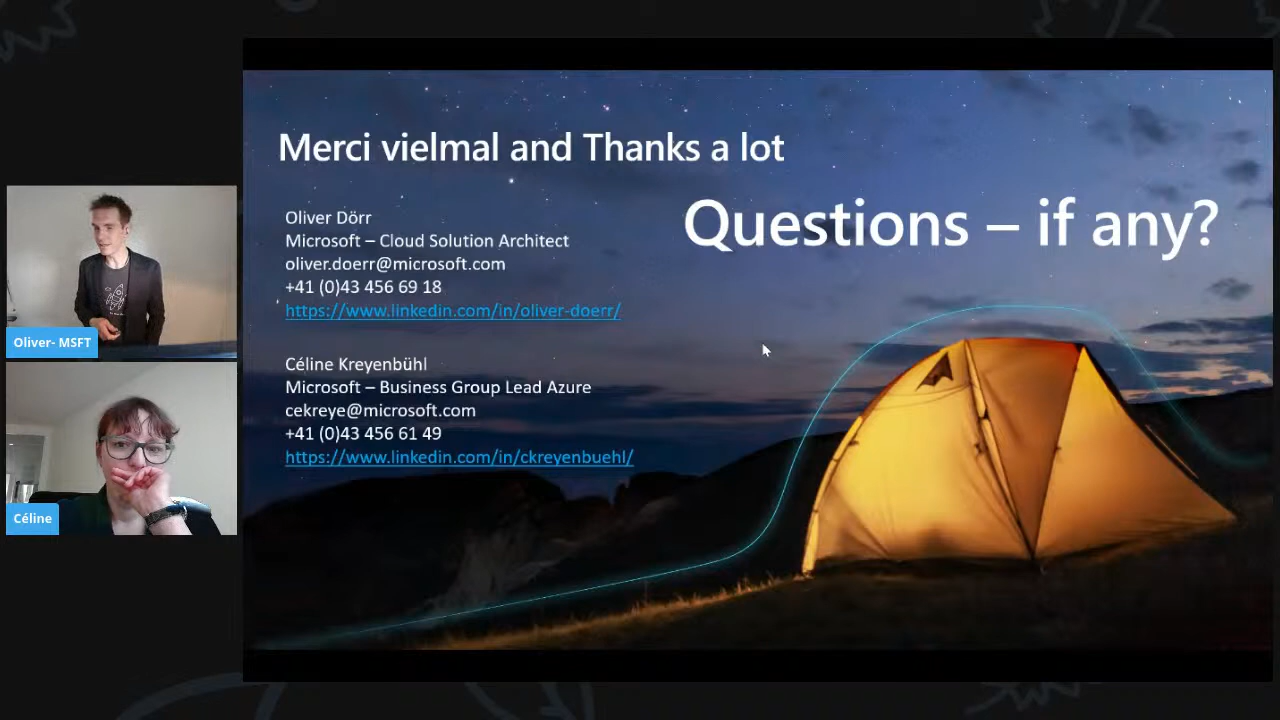 Merci vielmal and Thanks a lot
Questions – if any?
Oliver Dörr
Microsoft – Cloud Solution Architect
oliver.doerr@microsoft.com
+41 (0)43 456 69 18
https://www.linkedin.com/in/oliver-doerr/
Céline Kreyenbühl
Microsoft – Business Group Lead Azure
cekreye@microsoft.com
+41 (0)43 456 61 49
https://www.linkedin.com/in/ckreyenbuehl/
Oliver- MSFT
Céline